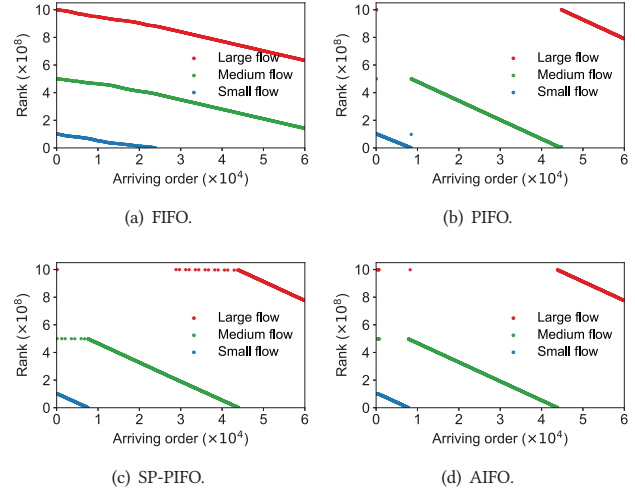 10
8
6
4
2
0
Rank (×10⁸)
Large flow
Medium flow
Small flow
0 1 2 3 4 5 6
Arriving order (×10⁴)
(a) FIFO.
10
8
6
4
2
0
Rank (×10⁸)
Large flow
Medium flow
Small flow
0 1 2 3 4 5 6
Arriving order (×10⁴)
(b) PIFO.
10
8
6
4
2
0
Rank (×10⁸)
Large flow
Medium flow
Small flow
0 1 2 3 4 5 6
Arriving order (×10⁴)
(c) SP-PIFO.
10
8
6
4
2
0
Rank (×10⁸)
Large flow
Medium flow
Small flow
0 1 2 3 4 5 6
Arriving order (×10⁴)
(d) AIFO.